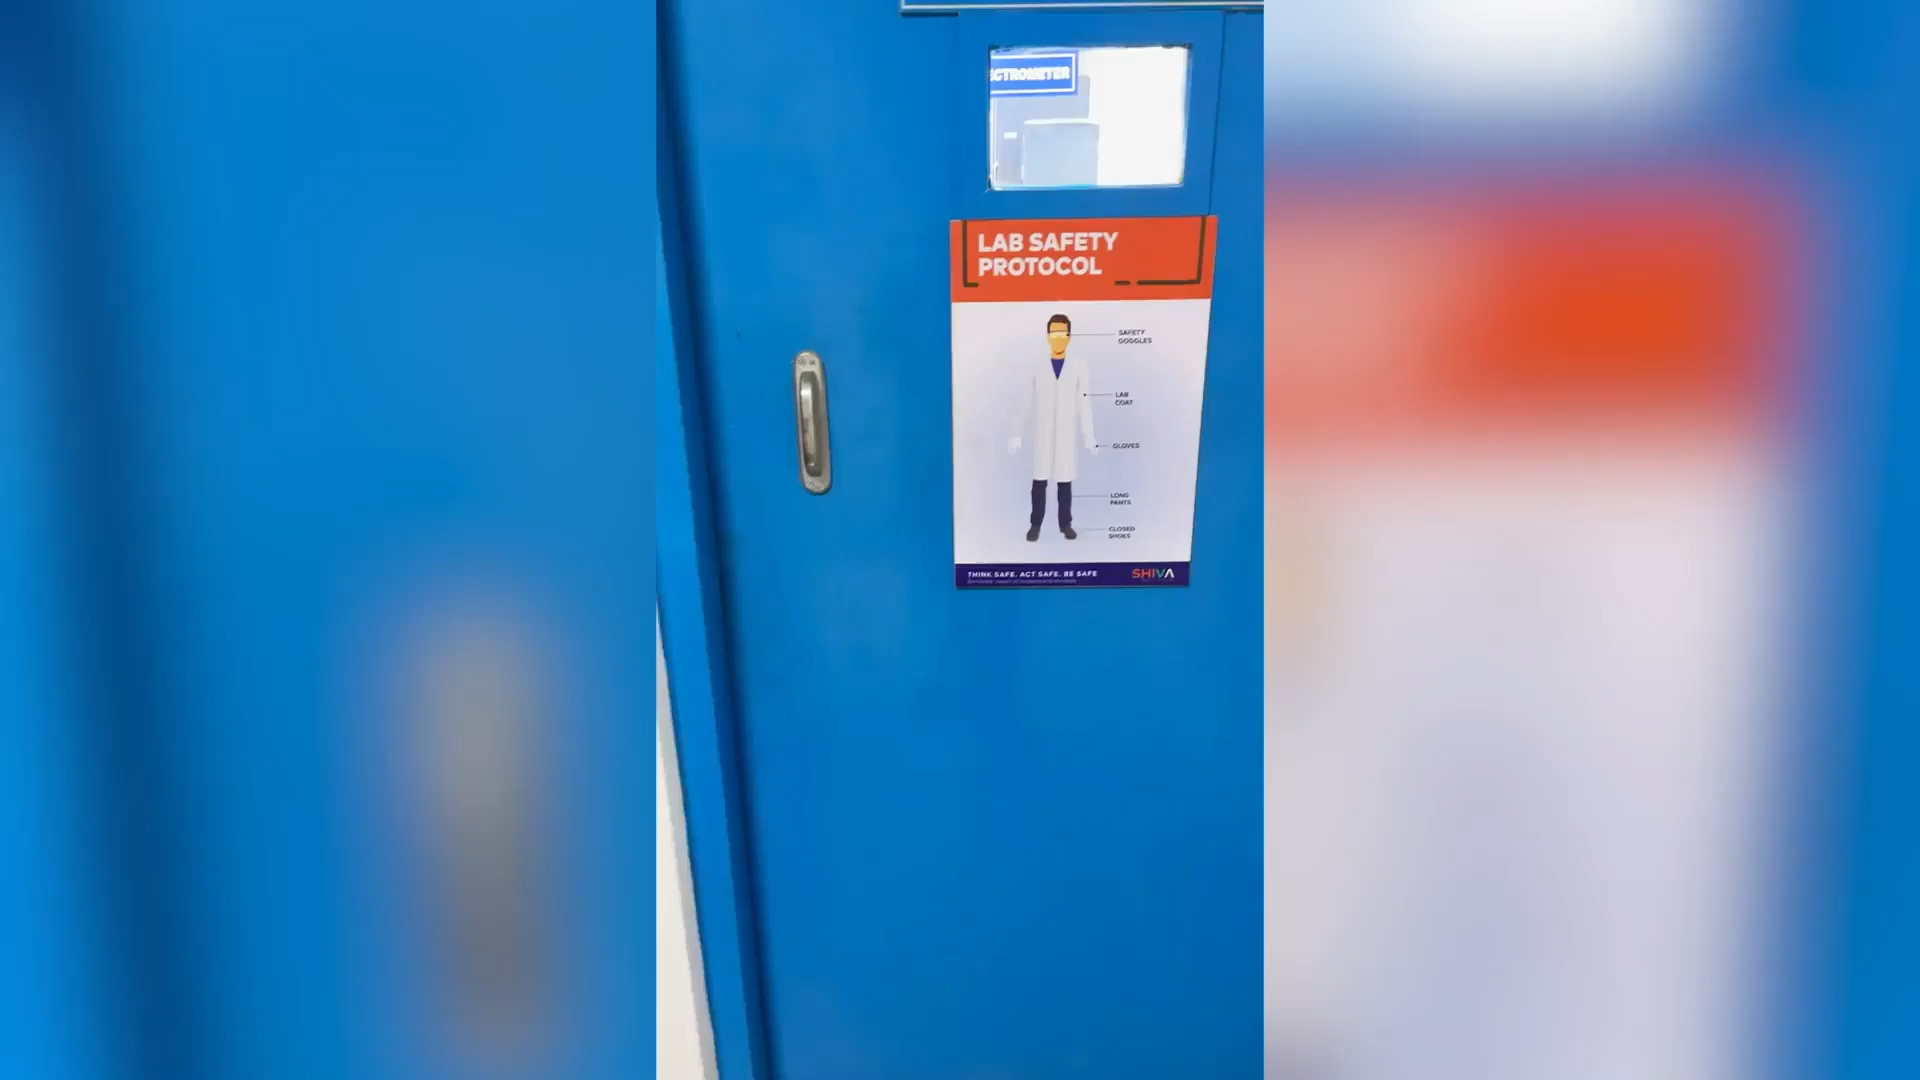 CTROMETER
LAB SAFETY
PROTOCOL
SAFETY
GOGGLES
LAB
COAT
GLOVES
LONG
PANTS
CLOSED
SHOES
THINK SAFE. ACT SAFE. BE SAFE
SHIVA